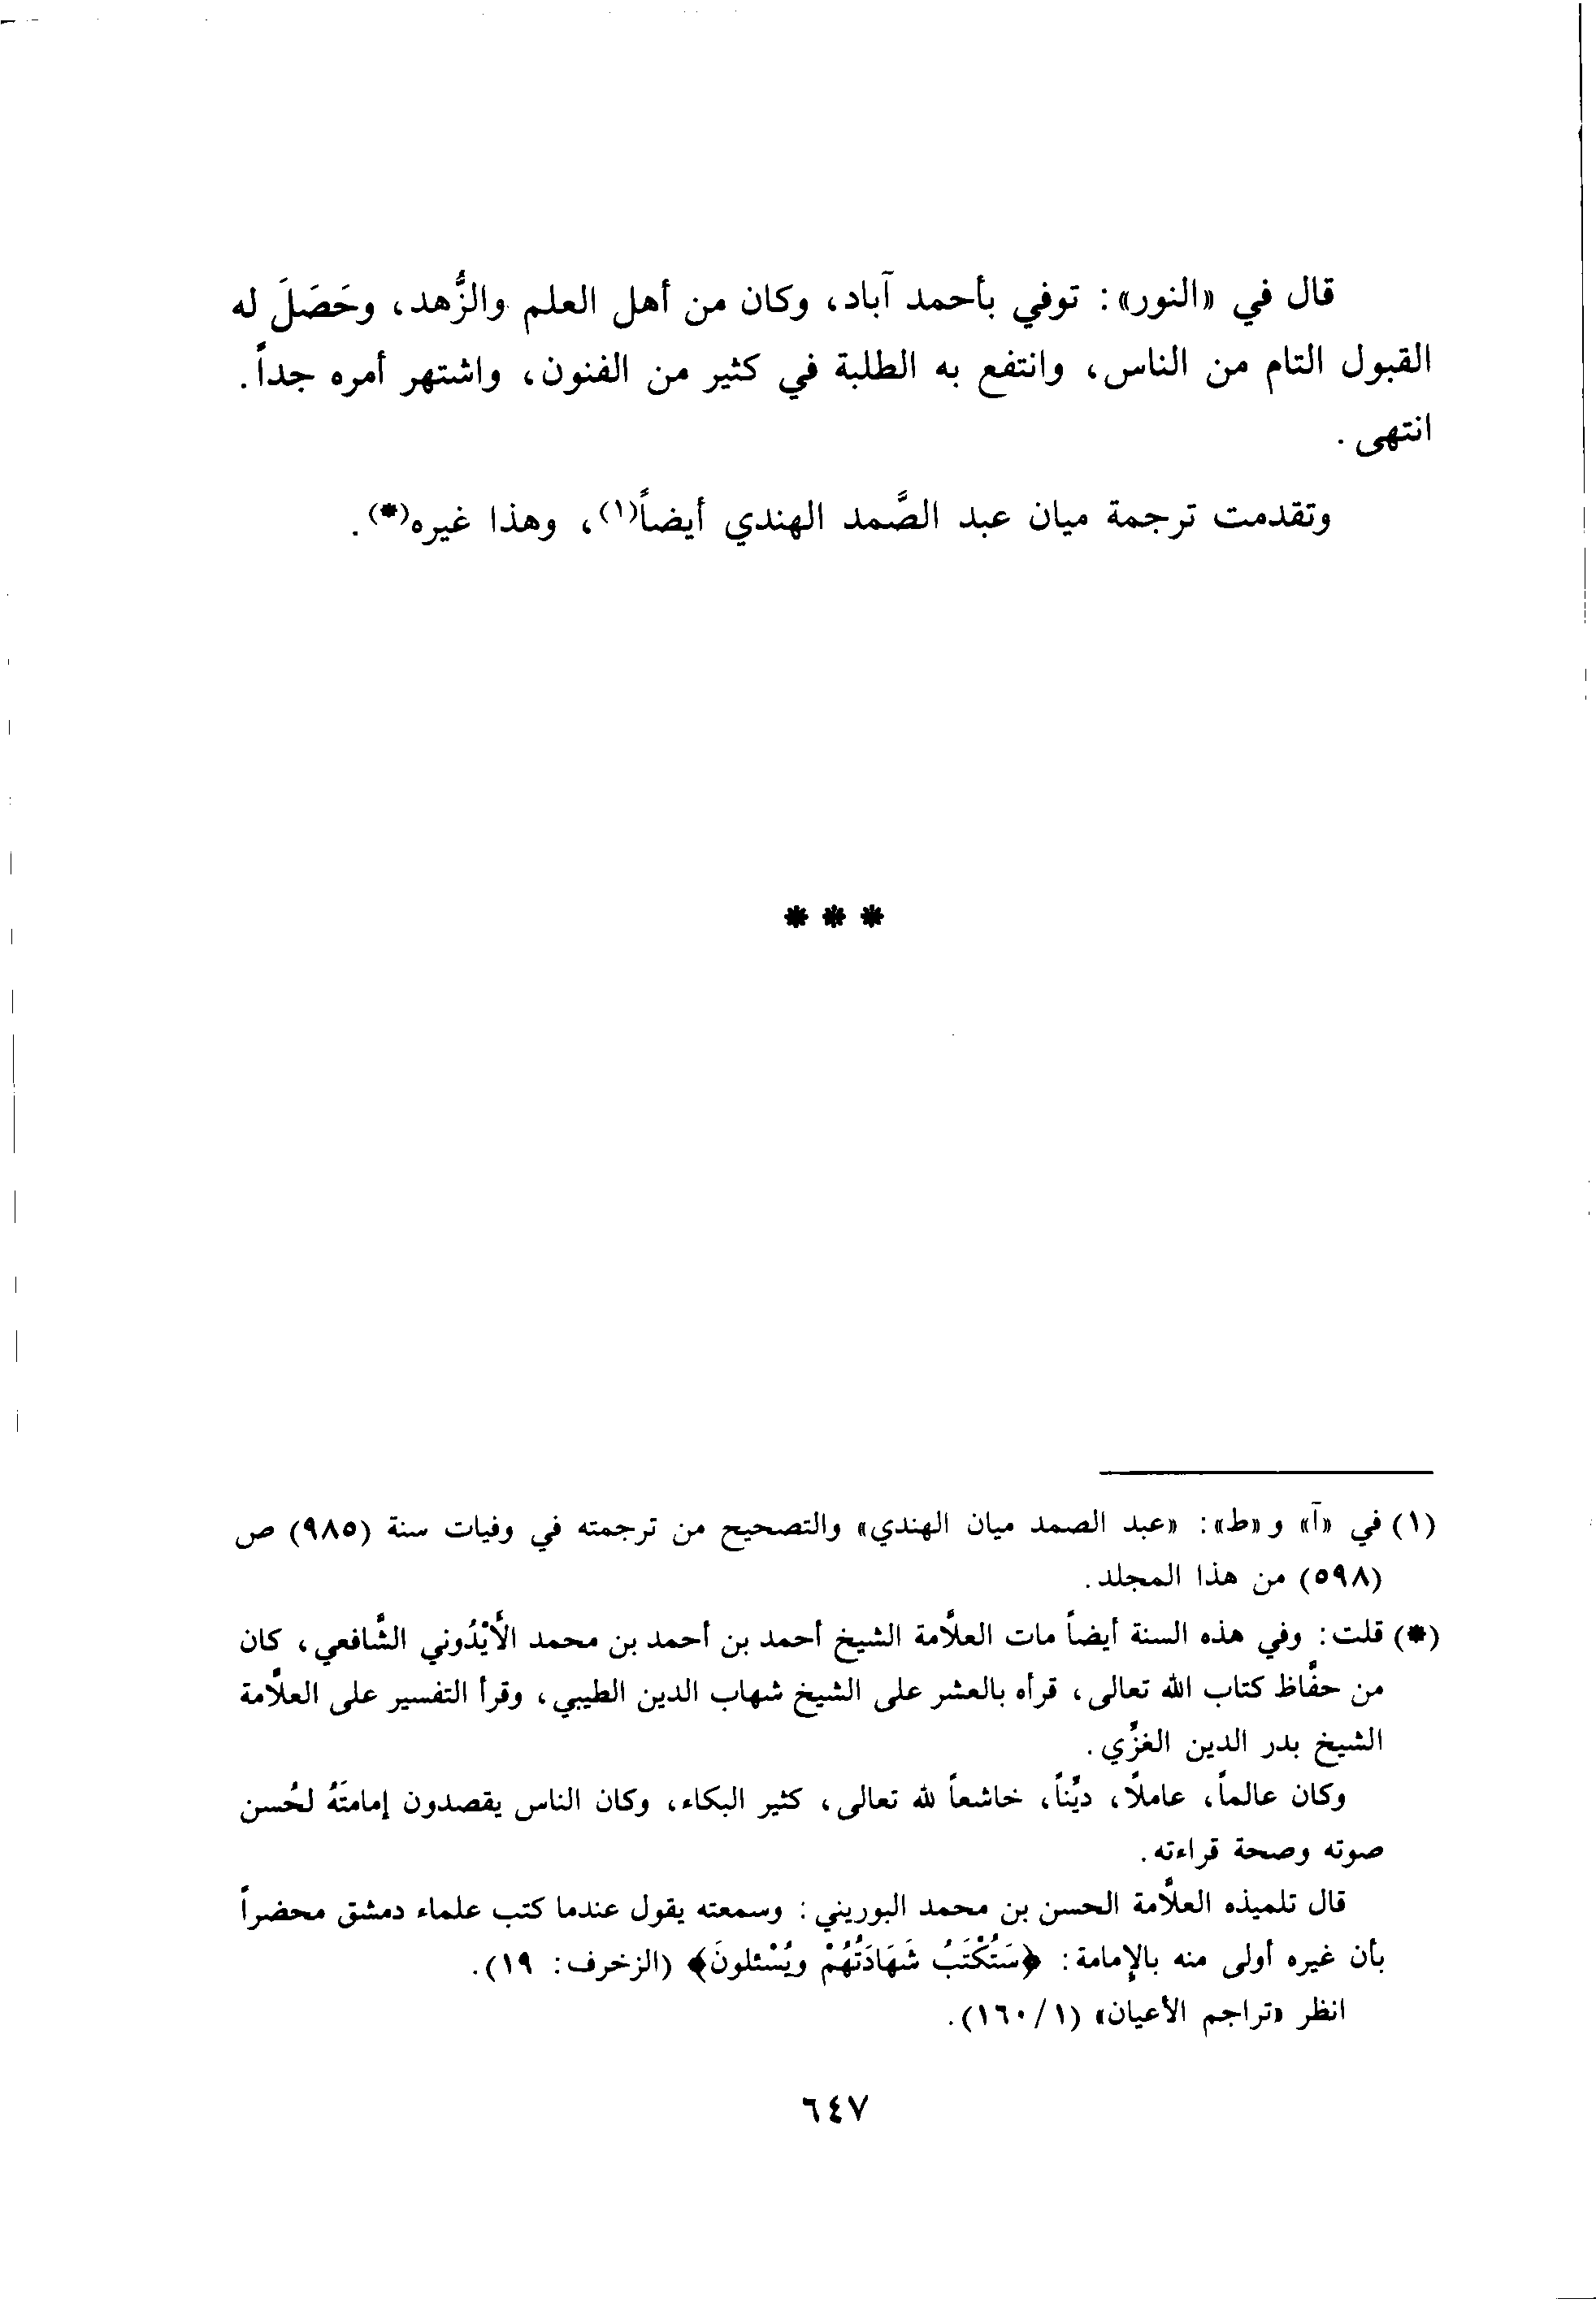 قال في «النور»: توفي بأحمد آباد، وكان من أهل العلم والزُّهد، وحَصَلَ له
القبول التام من الناس، وانتفع به الطلبة في كثير من الفنون، واشتهر أمره جداً.
انتهى.
وتقدمت ترجمة ميان عبد الصَّمد الهندي أيضاً(١)، وهذا غيره(*).
* * *
(١) في «آ» و«ط»: «عبد الصمد ميان الهندي» والتصحيح من ترجمته في وفيات سنة (٩٨٥) ص
(٥٩٨) من هذا المجلد.
(*) قلت: وفي هذه السنة أيضاً مات العلاَّمة الشيخ أحمد بن أحمد بن محمد الأَيْدُوني الشَّافعي، كان
من حفَّاظ كتاب الله تعالى، قرأه بالعشر على الشيخ شهاب الدين الطيبي، وقرأ التفسير على العلاَّمة
الشيخ بدر الدين الغزِّي.
وكان عالماً، عاملاً، ديِّناً، خاشعاً لله تعالى، كثير البكاء، وكان الناس يقصدون إمامتَهُ لحُسن
صوته وصحة قراءته.
قال تلميذه العلاَّمة الحسن بن محمد البوريني: وسمعته يقول عندما كتب علماء دمشق محضراً
بأن غيره أولى منه بالإمامة: ﴿سَتُكْتَبُ شَهَادَتُهُمْ ويُسْئلونَ﴾ (الزخرف: ١٩).
انظر «تراجم الأعيان» (١/١٦٠).
٦٤٧